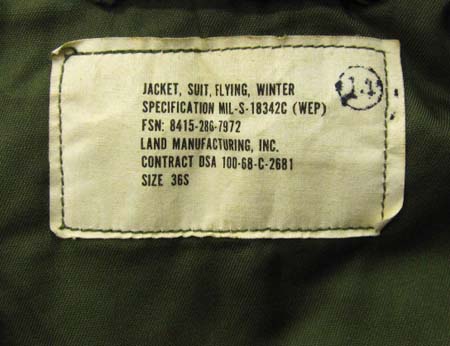 JACKET, SUIT, FLYING, WINTER
SPECIFICATION MIL-S-18342C (WEP)
FSN: 8415-286-7972
LAND MANUFACTURING, INC.
CONTRACT DSA 100-68-C-2681
SIZE 36S
14